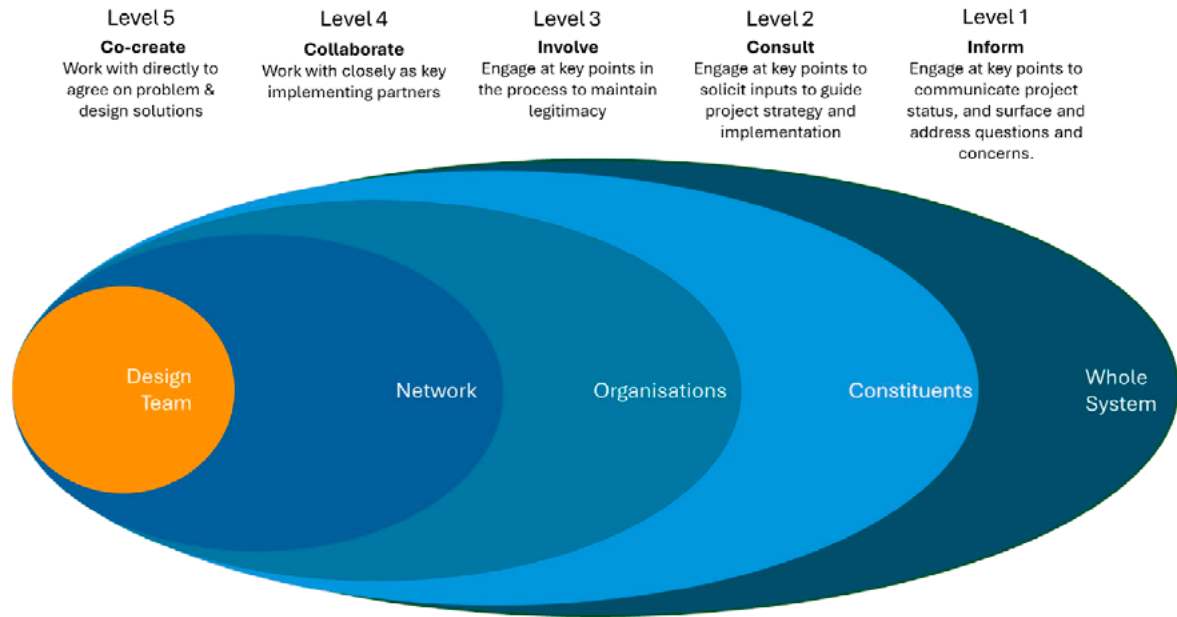 Level 5
Co-create
Work with directly to
agree on problem &
design solutions
Level 4
Collaborate
Work with closely as key
implementing partners
Level 3
Involve
Engage at key points in
the process to maintain
legitimacy
Level 2
Consult
Engage at key points to
solicit inputs to guide
project strategy and
implementation
Level 1
Inform
Engage at key points to
communicate project
status, and surface and
address questions and
concerns.
Design
Team
Network
Organisations
Constituents
Whole
System